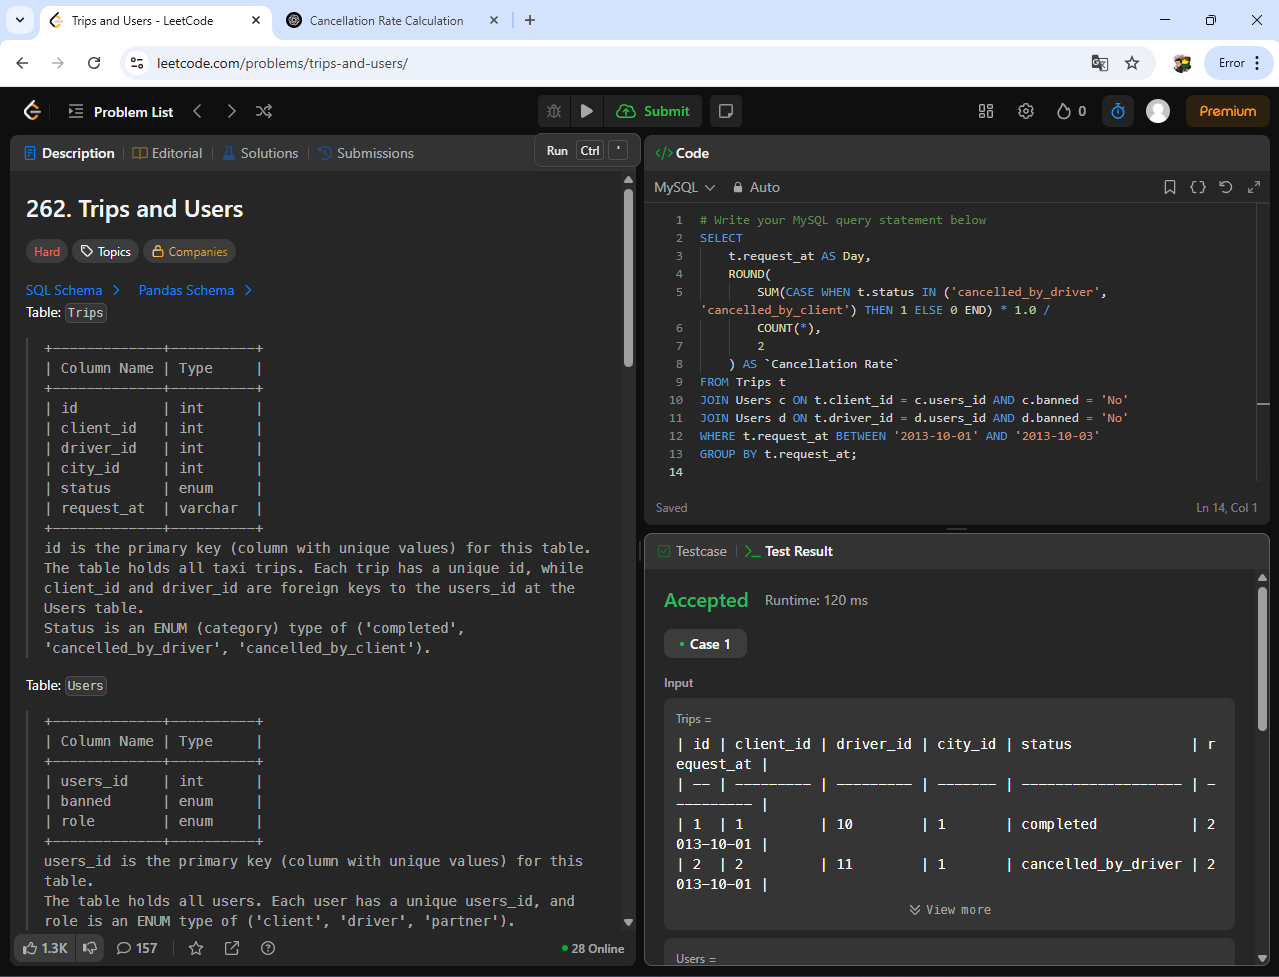 Trips and Users - LeetCode
Cancellation Rate Calculation
leetcode.com/problems/trips-and-users/
Error
Problem List
Submit
0
Premium
Description
Editorial
Solutions
Submissions
Run Ctrl '
262. Trips and Users
Hard
Topics
Companies
SQL Schema
Pandas Schema
Table: Trips
+-------------+----------+
| Column Name | Type     |
+-------------+----------+
| id          | int      |
| client_id   | int      |
| driver_id   | int      |
| city_id     | int      |
| status      | enum     |
| request_at  | varchar  |
+-------------+----------+
id is the primary key (column with unique values) for this table.
The table holds all taxi trips. Each trip has a unique id, while
client_id and driver_id are foreign keys to the users_id at the
Users table.
Status is an ENUM (category) type of ('completed',
'cancelled_by_driver', 'cancelled_by_client').
Table: Users
+-------------+----------+
| Column Name | Type     |
+-------------+----------+
| users_id    | int      |
| banned      | enum     |
| role        | enum     |
+-------------+----------+
users_id is the primary key (column with unique values) for this
table.
The table holds all users. Each user has a unique users_id, and
role is an ENUM type of ('client', 'driver', 'partner').
1.3K
157
28 Online
Code
MySQL
Auto
1 # Write your MySQL query statement below
2 SELECT
3     t.request_at AS Day,
4     ROUND(
5         SUM(CASE WHEN t.status IN ('cancelled_by_driver',
'cancelled_by_client') THEN 1 ELSE 0 END) * 1.0 /
6         COUNT(*),
7         2
8     ) AS `Cancellation Rate`
9 FROM Trips t
10 JOIN Users c ON t.client_id = c.users_id AND c.banned = 'No'
11 JOIN Users d ON t.driver_id = d.users_id AND d.banned = 'No'
12 WHERE t.request_at BETWEEN '2013-10-01' AND '2013-10-03'
13 GROUP BY t.request_at;
14
Saved
Ln 14, Col 1
Testcase
Test Result
Accepted
Runtime: 120 ms
Case 1
Input
Trips =
| id | client_id | driver_id | city_id | status              | r
equest_at |
| -- | --------- | --------- | ------- | ------------------- | -
--------- |
| 1  | 1         | 10        | 1       | completed           | 2
013-10-01 |
| 2  | 2         | 11        | 1       | cancelled_by_driver | 2
013-10-01 |
View more
Users =